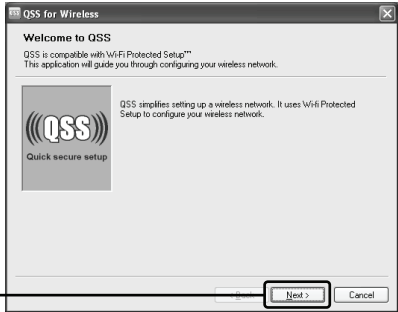 QSS for Wireless
Welcome to QSS
QSS is compatible with Wi-Fi Protected Setup™
This application will guide you through configuring your wireless network.
QSS simplifies setting up a wireless network. It uses Wi-Fi Protected
Setup to configure your wireless network.
(((QSS)))
Quick secure setup
Next >
Cancel